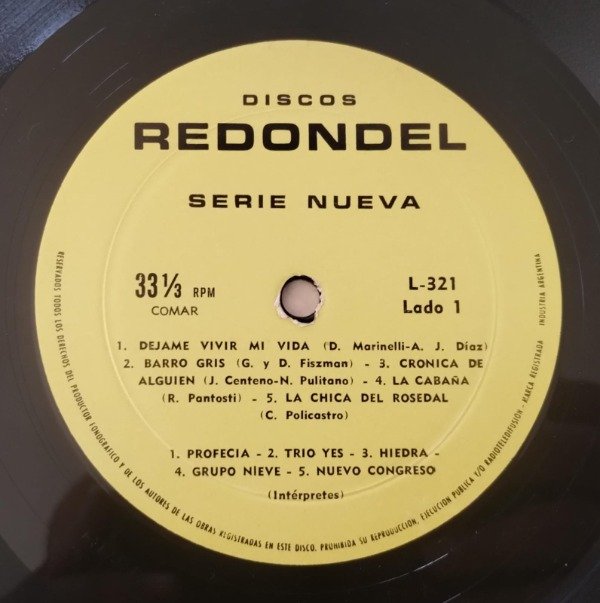 DISCOS
REDONDEL
SERIE NUEVA
33 1/3 RPM
COMAR
L-321
Lado 1
1. DEJAME VIVIR MI VIDA (D. Marinelli-A. J. Díaz)
2. BARRO GRIS (G. y D. Fiszman) - 3. CRONICA DE
ALGUIEN (J. Centeno-N. Pulitano) - 4. LA CABAÑA
(R. Pantosti) - 5. LA CHICA DEL ROSEDAL
(C. Policastro)
1. PROFECIA - 2. TRIO YES - 3. HIEDRA -
4. GRUPO NIEVE - 5. NUEVO CONGRESO
(Intérpretes)
RESERVADOS TODOS LOS DERECHOS DEL PRODUCTOR FONOGRAFICO Y DE LOS AUTORES DE LAS OBRAS REGISTRADAS EN ESTE DISCO. PROHIBIDA SU REPRODUCCION, EJECUCION PUBLICA Y/O RADIOTELEDIFUSION - MARCA REGISTRADA INDUSTRIA ARGENTINA